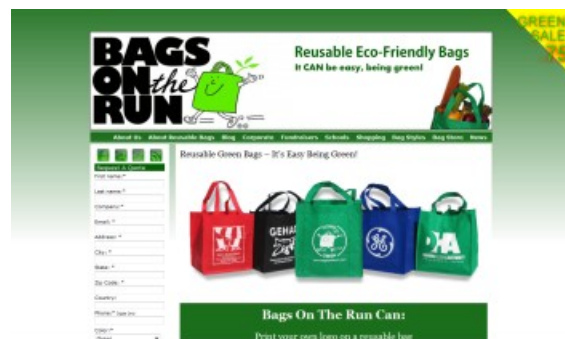 GREEN
SALE
BAGS
ON the
RUN
Reusable Eco-Friendly Bags
It CAN be easy, being green!
About Us About Reusable Bags Blog Corporate Fundraisers Schools Shopping Bag Styles Bag Store News
Reusable Green Bags – It's Easy Being Green!
Request A Quote
First name:*
Last name:*
Company:*
Email: *
Address: *
City: *
State: *
Zip Code: *
Country:
Phone:*
Color:*
GEHAN
DHA
Bags On The Run Can:
Print your own logo on a reusable bag